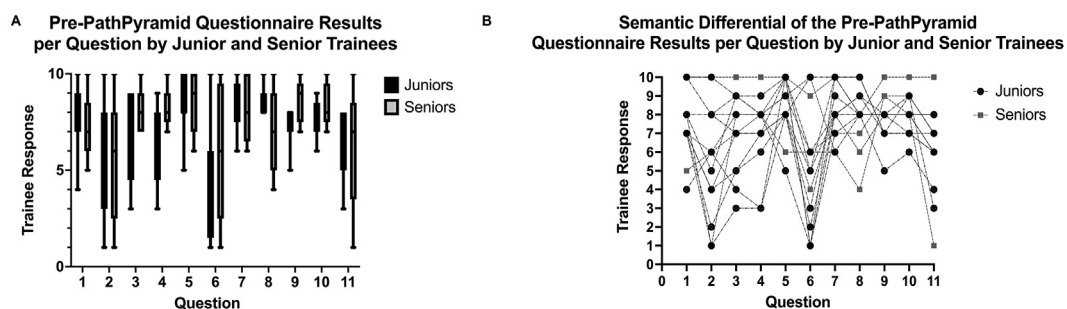 A
Pre-PathPyramid Questionnaire Results
per Question by Junior and Senior Trainees
10
5
0
Trainee Response
1 2 3 4 5 6 7 8 9 10 11
Question
Juniors
Seniors
B
Semantic Differential of the Pre-PathPyramid
Questionnaire Results per Question by Junior and Senior Trainees
10
9
8
7
6
5
4
3
2
1
0
Trainee Response
0 1 2 3 4 5 6 7 8 9 10 11
Question
Juniors
Seniors